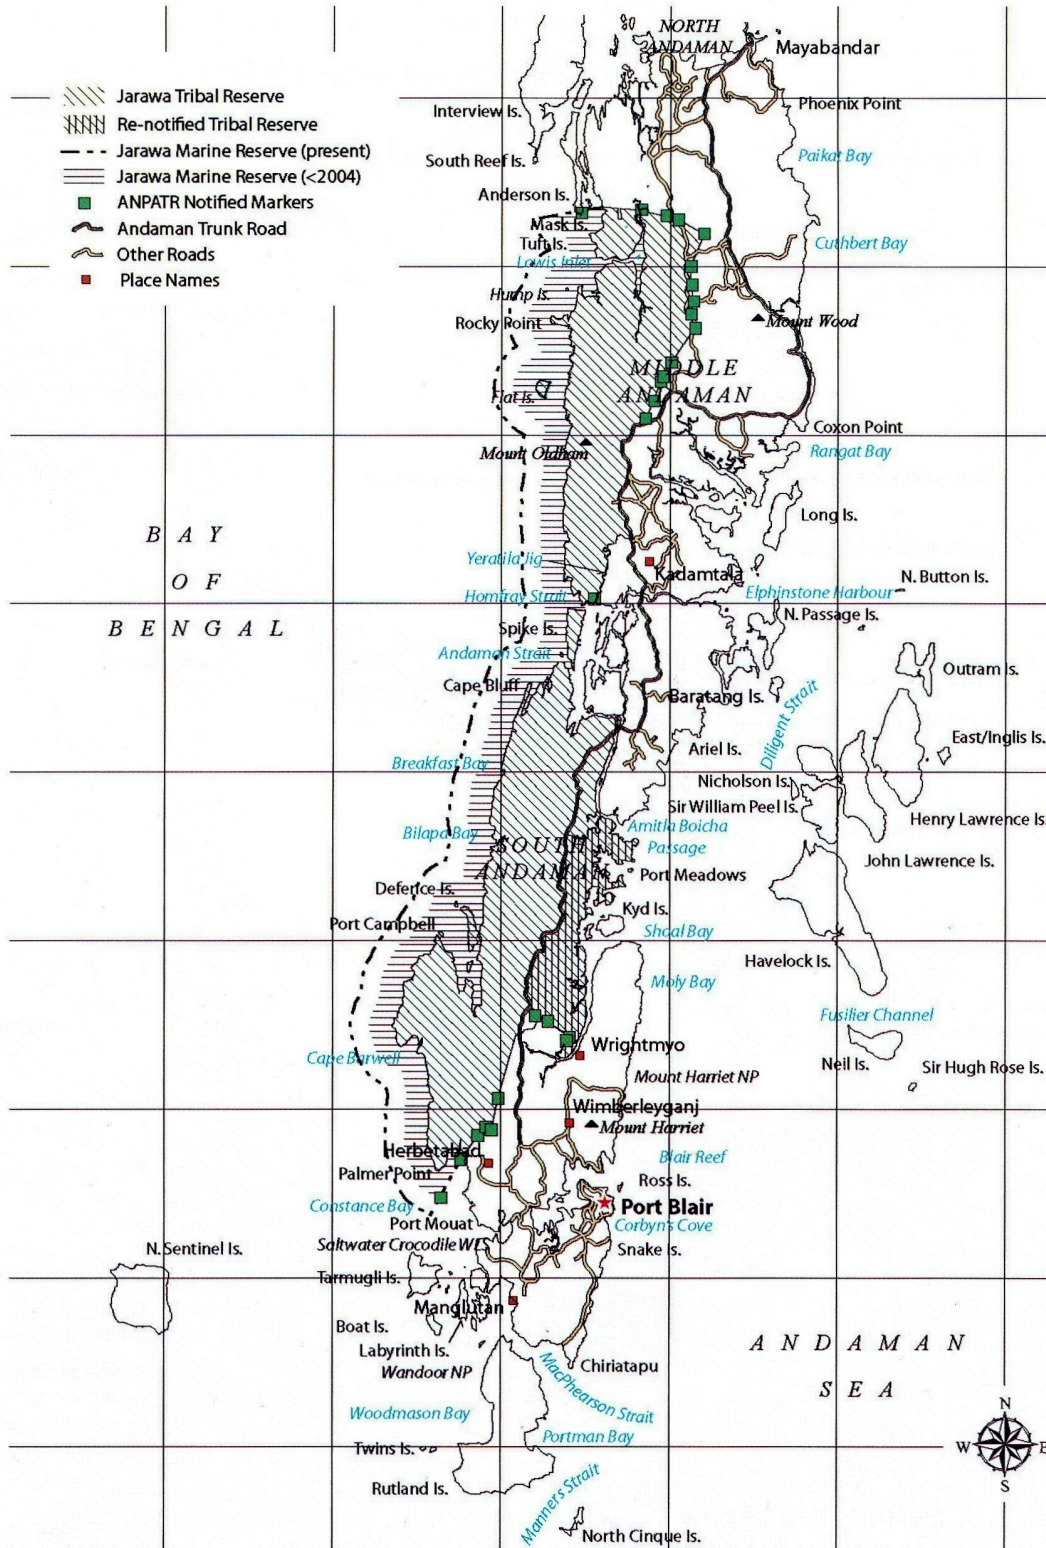 NORTH
ANDAMAN
Mayabandar
Jarawa Tribal Reserve
Re-notified Tribal Reserve
Jarawa Marine Reserve (present)
Jarawa Marine Reserve (<2004)
ANPATR Notified Markers
Andaman Trunk Road
Other Roads
Place Names
Interview Is.
Phoenix Point
South Reef Is.
Paikat Bay
Anderson Is.
Mask Is.
Tuft Is.
Cuthbert Bay
Lowis Inlet
Hump Is.
Rocky Point
Mount Wood
MIDDLE
ANDAMAN
Flat Is.
Coxon Point
Mount Oldham
Rangat Bay
Long Is.
BAY
OF
BENGAL
Yeratila Jig
Kadamtala
N. Button Is.
Homfray Strait
Elphinstone Harbour
N. Passage Is.
Spike Is.
Andaman Strait
Outram Is.
Cape Bluff
Baratang Is.
Diligent Strait
Ariel Is.
East/Inglis Is.
Breakfast Bay
Nicholson Is.
Sir William Peel Is.
Henry Lawrence Is.
Amitla Boicha
Passage
Bilapa Bay
SOUTH
ANDAMAN
John Lawrence Is.
Port Meadows
Defence Is.
Kyd Is.
Port Campbell
Shoal Bay
Havelock Is.
Moly Bay
Fusilier Channel
Wrightmyo
Cape Barwell
Neil Is.
Sir Hugh Rose Is.
Mount Harriet NP
Wimberleyganj
Mount Harriet
Herbetabad
Blair Reef
Palmer Point
Ross Is.
Constance Bay
Port Blair
Port Mouat
Corbyn's Cove
Saltwater Crocodile WLS
Snake Is.
N. Sentinel Is.
Tarmugli Is.
Manglutan
Boat Is.
Labyrinth Is.
Wandoor NP
Chiriatapu
ANDAMAN
SEA
MacPhearson Strait
Woodmason Bay
Portman Bay
Twins Is.
Rutland Is.
Manners Strait
North Cinque Is.
N
W
E
S